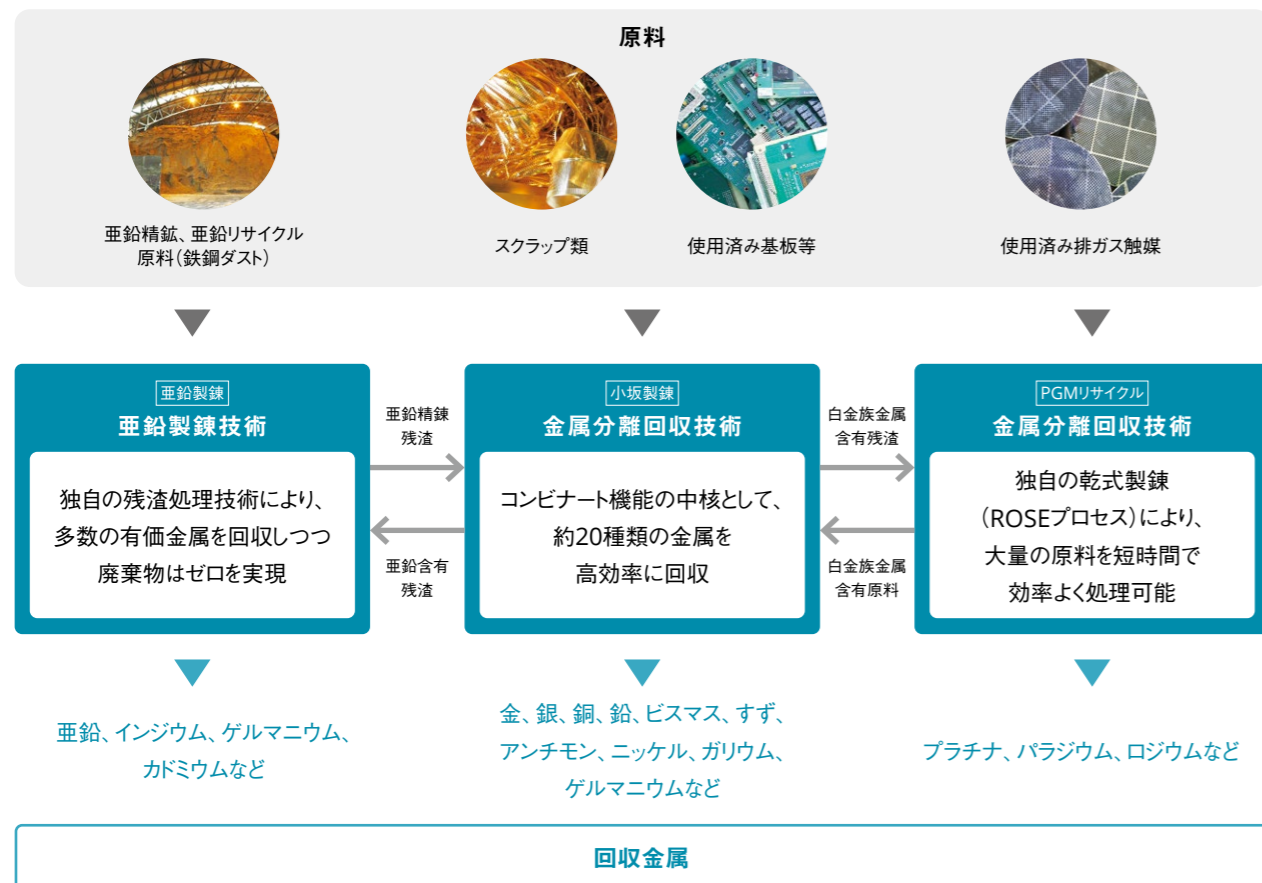 原料
亜鉛精鉱、亜鉛リサイクル
原料（鉄鋼ダスト）
スクラップ類
使用済み基板等
使用済み排ガス触媒
亜鉛製錬
亜鉛製錬技術
独自の残渣処理技術により、
多数の有価金属を回収しつつ
廃棄物はゼロを実現
亜鉛精錬
残渣
亜鉛含有
残渣
小坂製錬
金属分離回収技術
コンビナート機能の中核として、
約20種類の金属を
高効率に回収
白金族金属
含有残渣
白金族金属
含有原料
PGMリサイクル
金属分離回収技術
独自の乾式製錬
（ROSEプロセス）により、
大量の原料を短時間で
効率よく処理可能
亜鉛、インジウム、ゲルマニウム、
カドミウムなど
金、銀、銅、鉛、ビスマス、すず、
アンチモン、ニッケル、ガリウム、
ゲルマニウムなど
プラチナ、パラジウム、ロジウムなど
回収金属